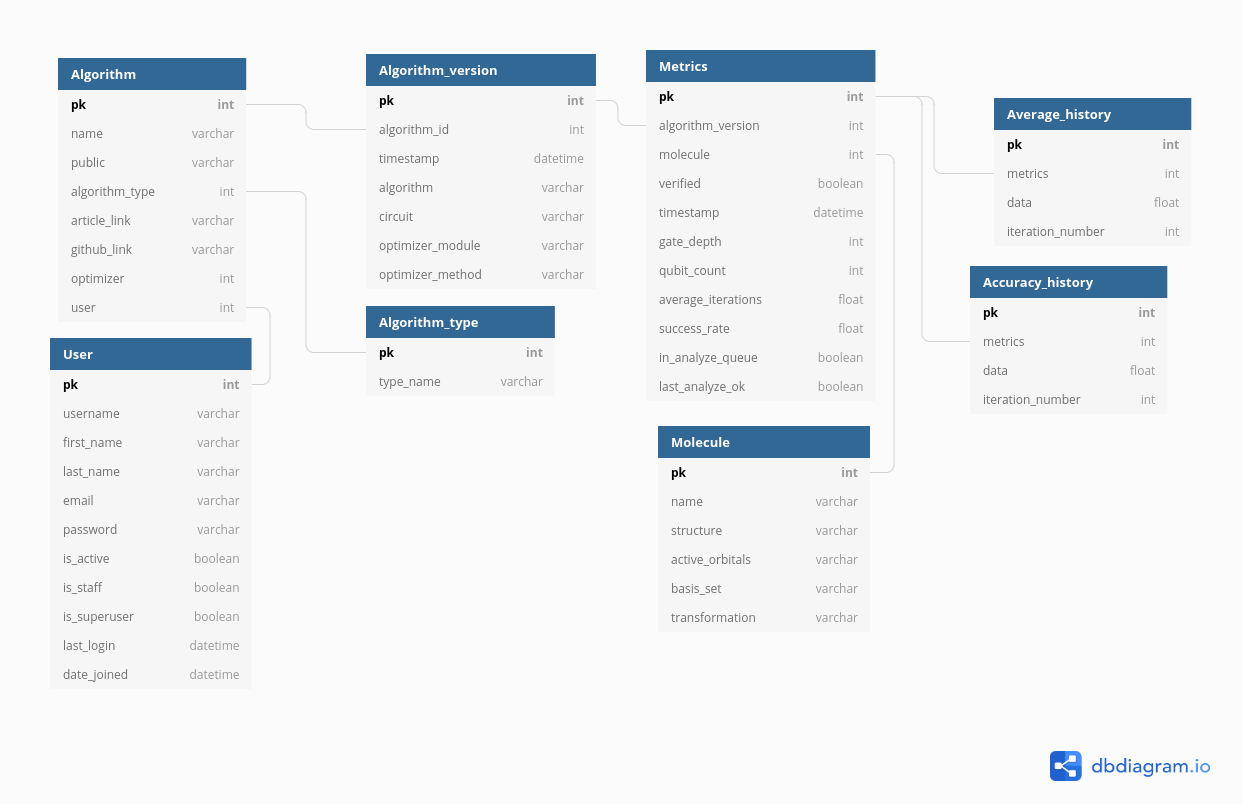 Algorithm
pk int
name varchar
public varchar
algorithm_type int
article_link varchar
github_link varchar
optimizer int
user int
User
pk int
username varchar
first_name varchar
last_name varchar
email varchar
password varchar
is_active boolean
is_staff boolean
is_superuser boolean
last_login datetime
date_joined datetime
Algorithm_version
pk int
algorithm_id int
timestamp datetime
algorithm varchar
circuit varchar
optimizer_module varchar
optimizer_method varchar
Algorithm_type
pk int
type_name varchar
Metrics
pk int
algorithm_version int
molecule int
verified boolean
timestamp datetime
gate_depth int
qubit_count int
average_iterations float
success_rate float
in_analyze_queue boolean
last_analyze_ok boolean
Molecule
pk int
name varchar
structure varchar
active_orbitals varchar
basis_set varchar
transformation varchar
Average_history
pk int
metrics int
data float
iteration_number int
Accuracy_history
pk int
metrics int
data float
iteration_number int
dbdiagram.io